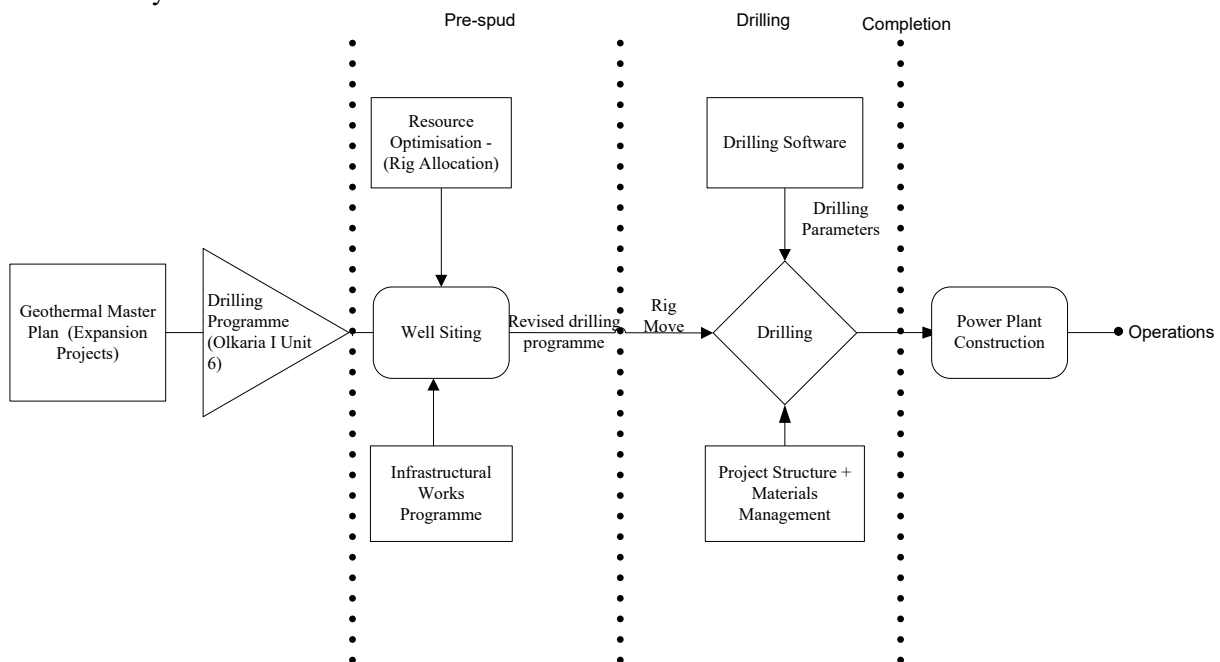 Pre-spud
Drilling
Completion
Resource
Optimisation -
(Rig Allocation)
Drilling Software
Drilling
Parameters
Geothermal Master
Plan (Expansion
Projects)
Drilling
Programme
(Olkaria I Unit
6)
Well Siting
Revised drilling
programme
Rig
Move
Drilling
Power Plant
Construction
Operations
Infrastructural
Works
Programme
Project Structure +
Materials
Management